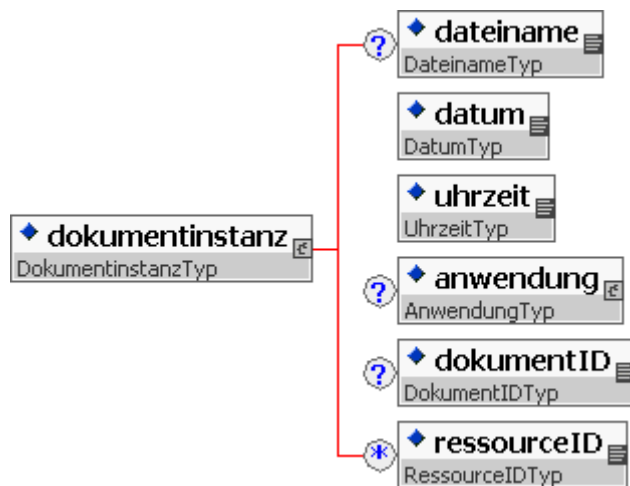 ? dateiname
DateinameTyp
datum
DatumTyp
uhrzeit
UhrzeitTyp
dokumentinstanz
DokumentinstanzTyp
? anwendung
AnwendungTyp
? dokumentID
DokumentIDTyp
* ressourceID
RessourceIDTyp